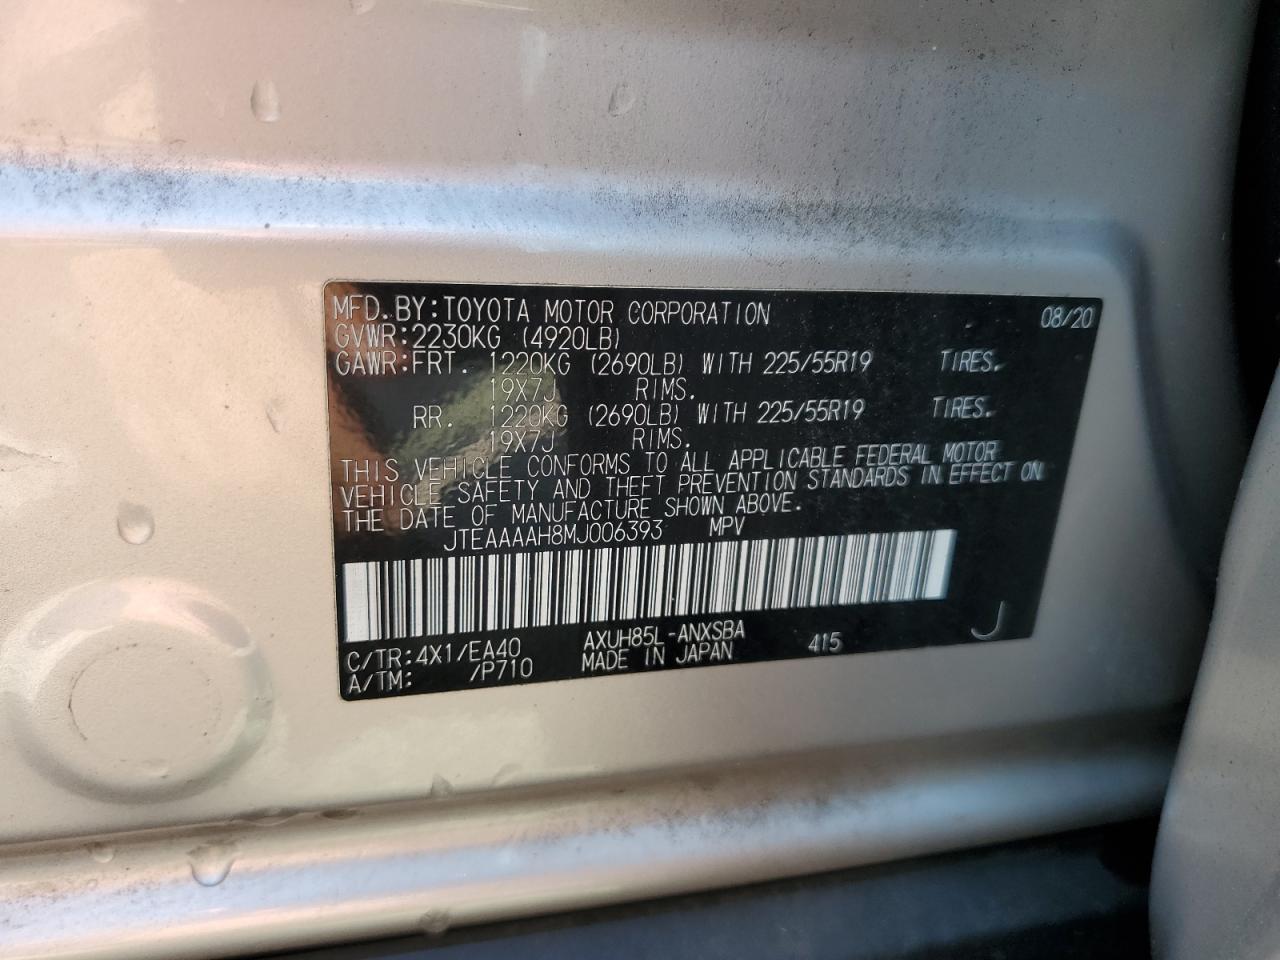 MFD.BY:TOYOTA MOTOR CORPORATION 08/20
GVWR:2230KG (4920LB)
GAWR:FRT. 1220KG (2690LB) WITH 225/55R19 TIRES.
19X7J RIMS.
RR. 1220KG (2690LB) WITH 225/55R19 TIRES.
19X7J RIMS.
THIS VEHICLE CONFORMS TO ALL APPLICABLE FEDERAL MOTOR
VEHICLE SAFETY AND THEFT PREVENTION STANDARDS IN EFFECT ON
THE DATE OF MANUFACTURE SHOWN ABOVE.
JTEAAAAH8MJ006393 MPV
C/TR:4X1/EA40 AXUH85L-ANXSBA 415 J
A/TM: /P710 MADE IN JAPAN